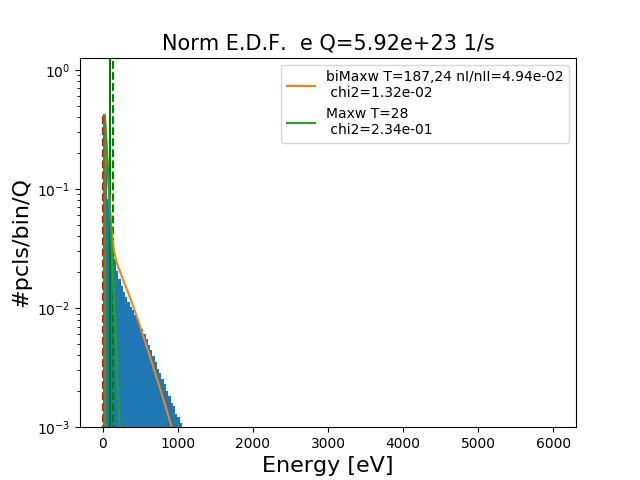 Norm E.D.F.  e Q=5.92e+23 1/s
biMaxw T=187,24 nI/nII=4.94e-02
chi2=1.32e-02
Maxw T=28
chi2=2.34e-01
#pcls/bin/Q
10⁰
10⁻¹
10⁻²
10⁻³
0 1000 2000 3000 4000 5000 6000
Energy [eV]